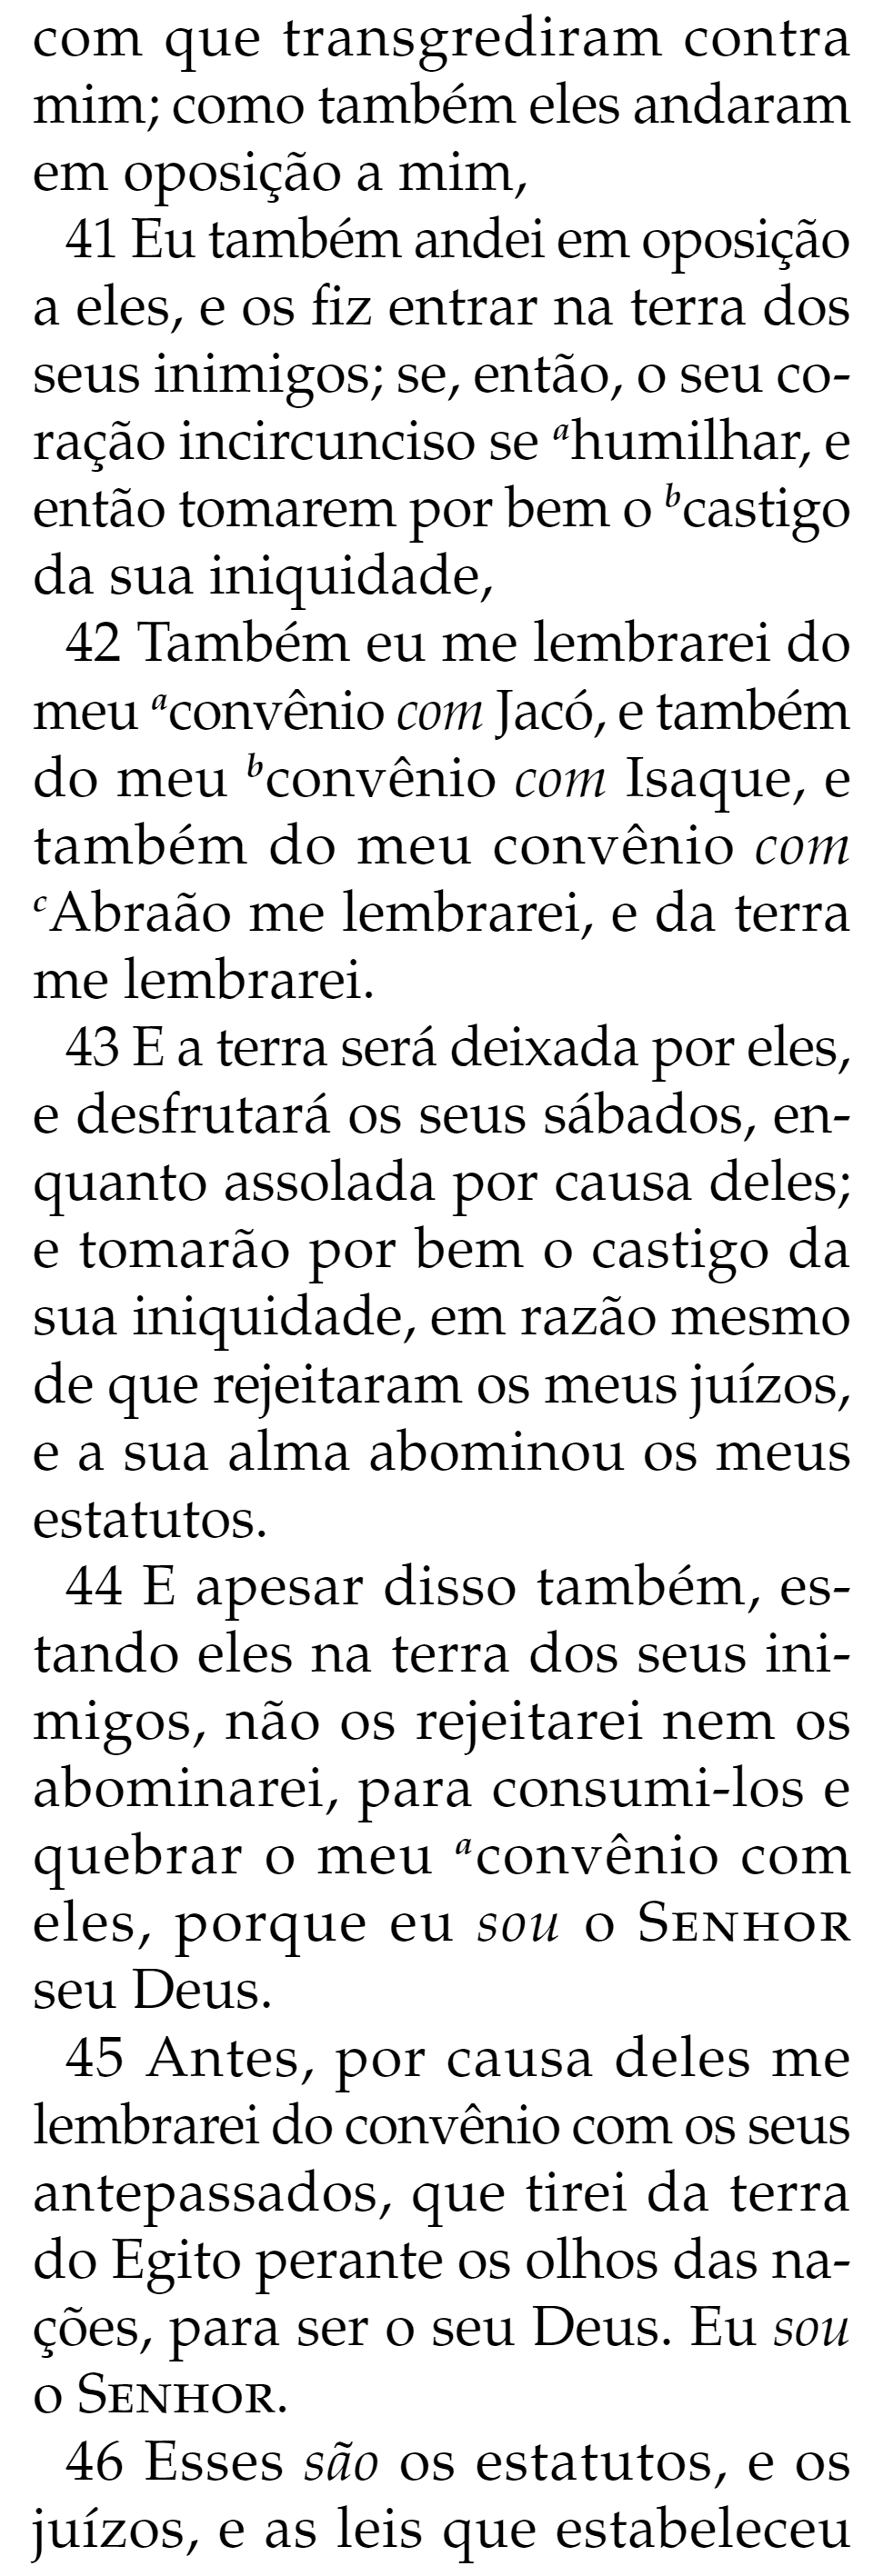 com que transgrediram contra
mim; como também eles andaram
em oposição a mim,
41 Eu também andei em oposição
a eles, e os fiz entrar na terra dos
seus inimigos; se, então, o seu co-
ração incircunciso se ᵃhumilhar, e
então tomarem por bem o ᵇcastigo
da sua iniquidade,
42 Também eu me lembrarei do
meu ᵃconvênio com Jacó, e também
do meu ᵇconvênio com Isaque, e
também do meu convênio com
ᶜAbraão me lembrarei, e da terra
me lembrarei.
43 E a terra será deixada por eles,
e desfrutará os seus sábados, en-
quanto assolada por causa deles;
e tomarão por bem o castigo da
sua iniquidade, em razão mesmo
de que rejeitaram os meus juízos,
e a sua alma abominou os meus
estatutos.
44 E apesar disso também, es-
tando eles na terra dos seus ini-
migos, não os rejeitarei nem os
abominarei, para consumi-los e
quebrar o meu ᵃconvênio com
eles, porque eu sou o SENHOR
seu Deus.
45 Antes, por causa deles me
lembrarei do convênio com os seus
antepassados, que tirei da terra
do Egito perante os olhos das na-
ções, para ser o seu Deus. Eu sou
o SENHOR.
46 Esses são os estatutos, e os
juízos, e as leis que estabeleceu